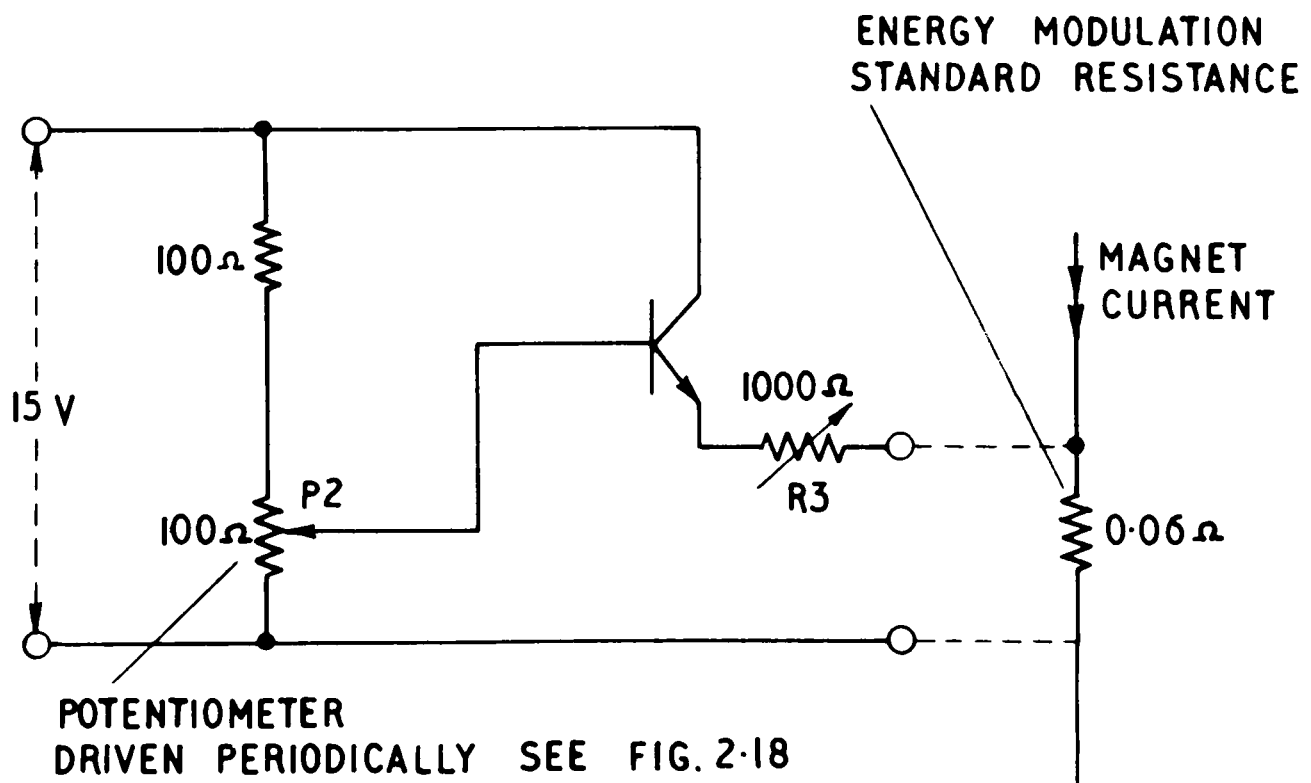 ENERGY MODULATION
STANDARD RESISTANCE
100Ω
MAGNET
CURRENT
15 V
1000Ω
P2
R3
100Ω
0·06Ω
POTENTIOMETER
DRIVEN PERIODICALLY SEE FIG. 2·18